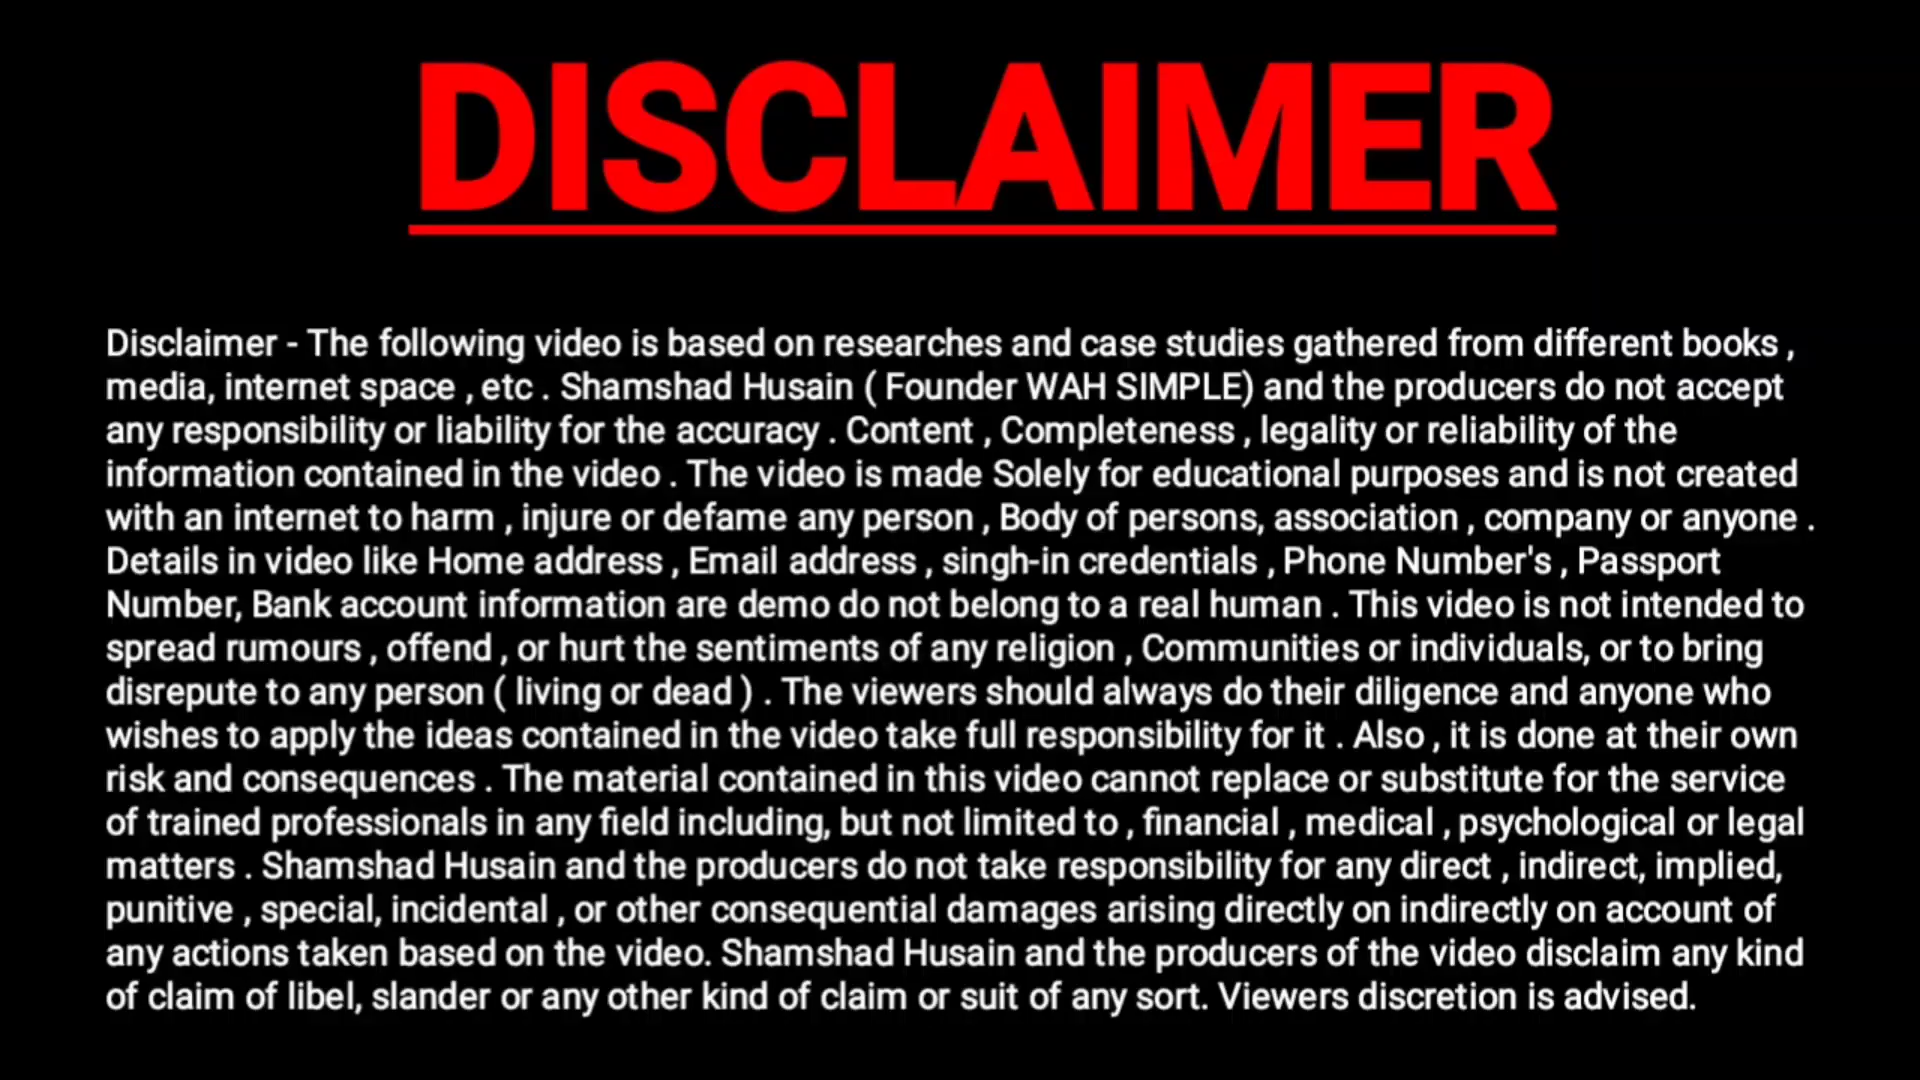 DISCLAIMER
Disclaimer - The following video is based on researches and case studies gathered from different books ,
media, internet space , etc . Shamshad Husain ( Founder WAH SIMPLE) and the producers do not accept
any responsibility or liability for the accuracy . Content , Completeness , legality or reliability of the
information contained in the video . The video is made Solely for educational purposes and is not created
with an internet to harm , injure or defame any person , Body of persons, association , company or anyone .
Details in video like Home address , Email address , singh-in credentials , Phone Number's , Passport
Number, Bank account information are demo do not belong to a real human . This video is not intended to
spread rumours , offend , or hurt the sentiments of any religion , Communities or individuals, or to bring
disrepute to any person ( living or dead ) . The viewers should always do their diligence and anyone who
wishes to apply the ideas contained in the video take full responsibility for it . Also , it is done at their own
risk and consequences . The material contained in this video cannot replace or substitute for the service
of trained professionals in any field including, but not limited to , financial , medical , psychological or legal
matters . Shamshad Husain and the producers do not take responsibility for any direct , indirect, implied,
punitive , special, incidental , or other consequential damages arising directly on indirectly on account of
any actions taken based on the video. Shamshad Husain and the producers of the video disclaim any kind
of claim of libel, slander or any other kind of claim or suit of any sort. Viewers discretion is advised.